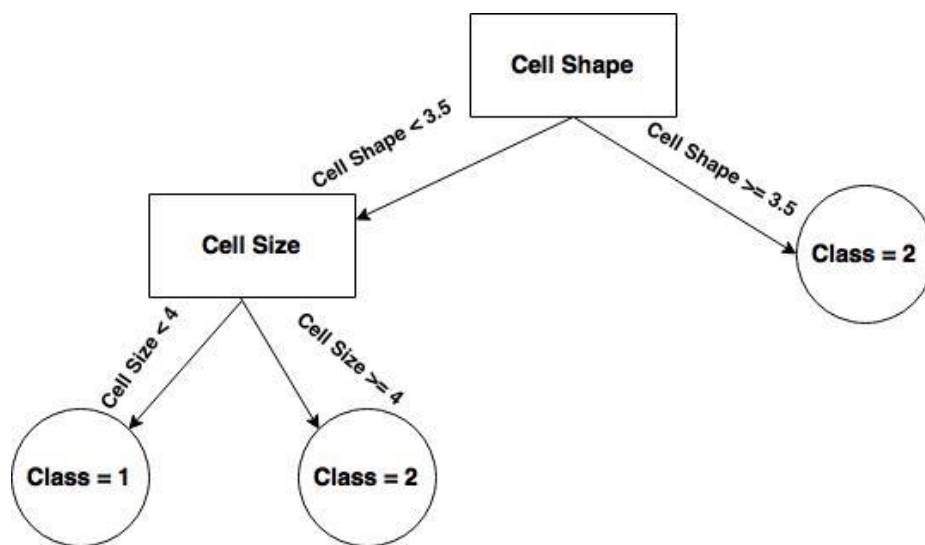 Cell Shape
Cell Shape < 3.5
Cell Shape >= 3.5
Cell Size
Class = 2
Cell Size < 4
Cell Size >= 4
Class = 1
Class = 2